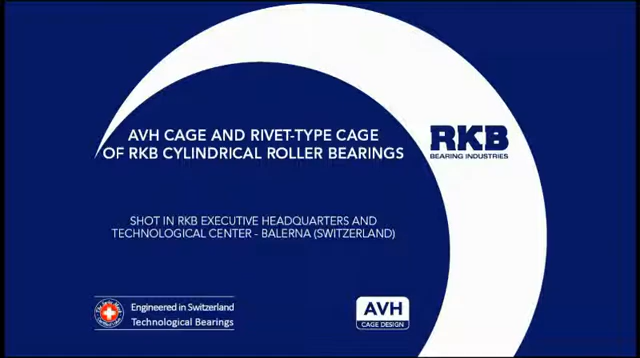 AVH CAGE AND RIVET-TYPE CAGE
OF RKB CYLINDRICAL ROLLER BEARINGS
RKB
BEARING INDUSTRIES
SHOT IN RKB EXECUTIVE HEADQUARTERS AND
TECHNOLOGICAL CENTER - BALERNA (SWITZERLAND)
Engineered in Switzerland
Technological Bearings
AVH
CAGE DESIGN